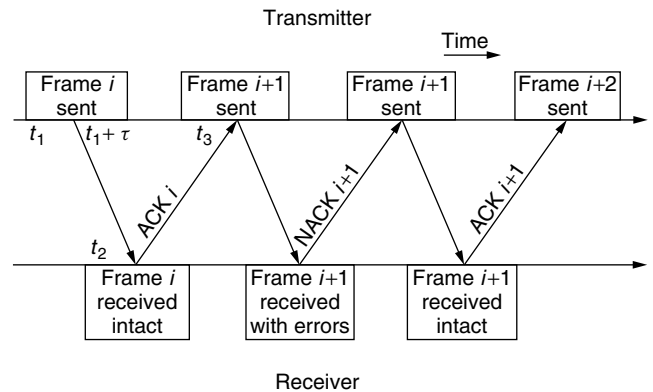 Transmitter
Time
Frame i
sent
Frame i+1
sent
Frame i+1
sent
Frame i+2
sent
t1
t1+ τ
t3
ACK i
NACK i+1
ACK i+1
t2
Frame i
received
intact
Frame i+1
received
with errors
Frame i+1
received
intact
Receiver